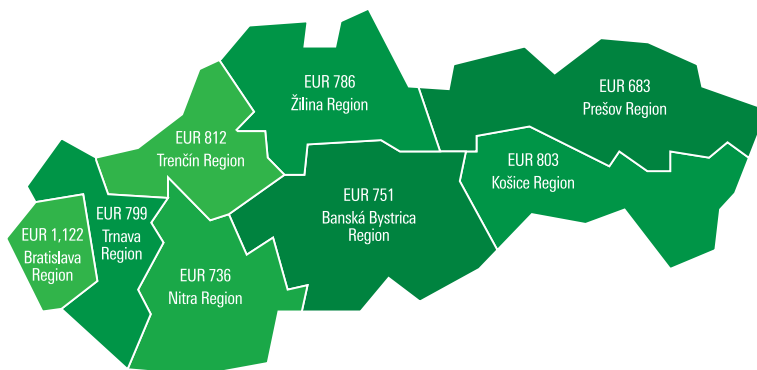 EUR 786
Žilina Region
EUR 683
Prešov Region
EUR 812
Trenčín Region
EUR 803
Košice Region
EUR 751
Banská Bystrica
Region
EUR 799
Trnava
Region
EUR 1,122
Bratislava
Region
EUR 736
Nitra Region